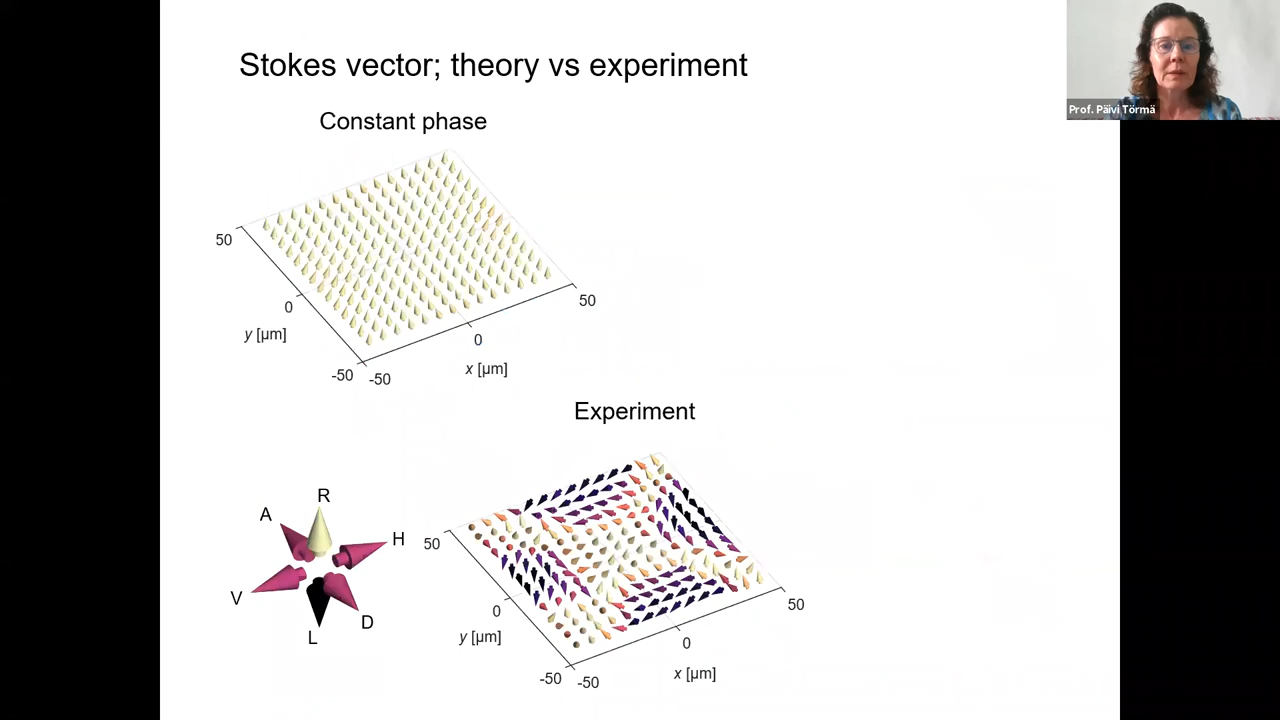 Stokes vector; theory vs experiment
Prof. Päivi Törmä
Constant phase
50
0
y [µm]
-50
-50
0
x [µm]
50
Experiment
R
A
H
V
D
L
50
0
y [µm]
-50
-50
0
x [µm]
50